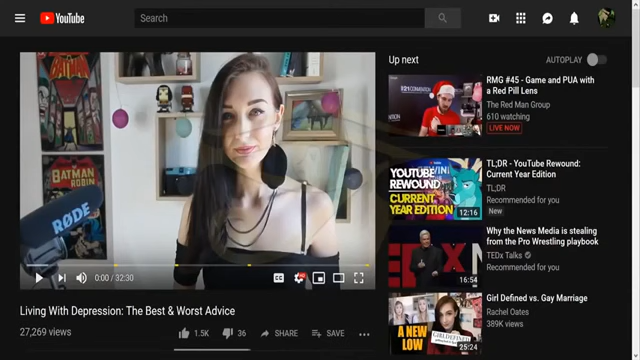 YouTube
Search
BATMAN
BATMAN
ROBIN
RØDE
0:00 / 32:30
CC
HD
Living With Depression: The Best & Worst Advice
27,269 views
1.5K
36
SHARE
SAVE
Up next
AUTOPLAY
RMG #45 - Game and PUA with
a Red Pill Lens
The Red Man Group
610 watching
LIVE NOW
YOUTUBE
REWOUND
CURRENT
YEAR EDITION
12:16
TL;DR - YouTube Rewound:
Current Year Edition
TL;DR
Recommended for you
New
TEDX
16:54
Why the News Media is stealing
from the Pro Wrestling playbook
TEDx Talks
Recommended for you
A NEW
LOW
GIRL DEFINED
25:24
Girl Defined vs. Gay Marriage
Rachel Oates
389K views